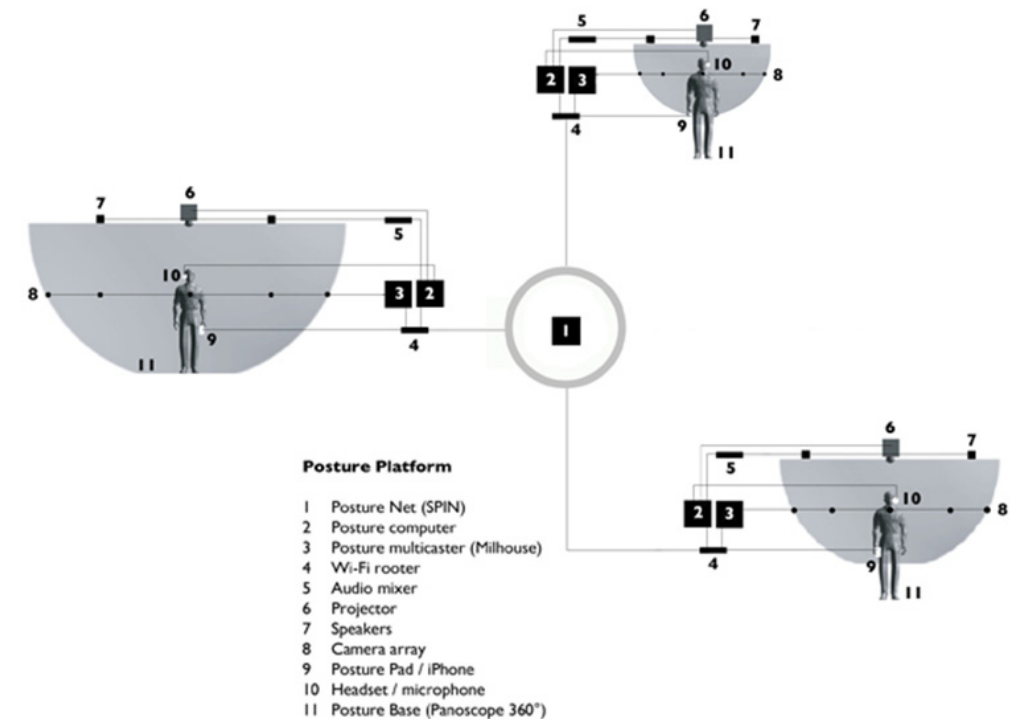 5 6 7
2 3 10 8
4 9 11
6
7
5
10
8 3 2
9 4
11
1
6
7
5
2 3 10 8
4 9
11
Posture Platform
1 Posture Net (SPIN)
2 Posture computer
3 Posture multicaster (Milhouse)
4 Wi-Fi rooter
5 Audio mixer
6 Projector
7 Speakers
8 Camera array
9 Posture Pad / iPhone
10 Headset / microphone
11 Posture Base (Panoscope 360°)